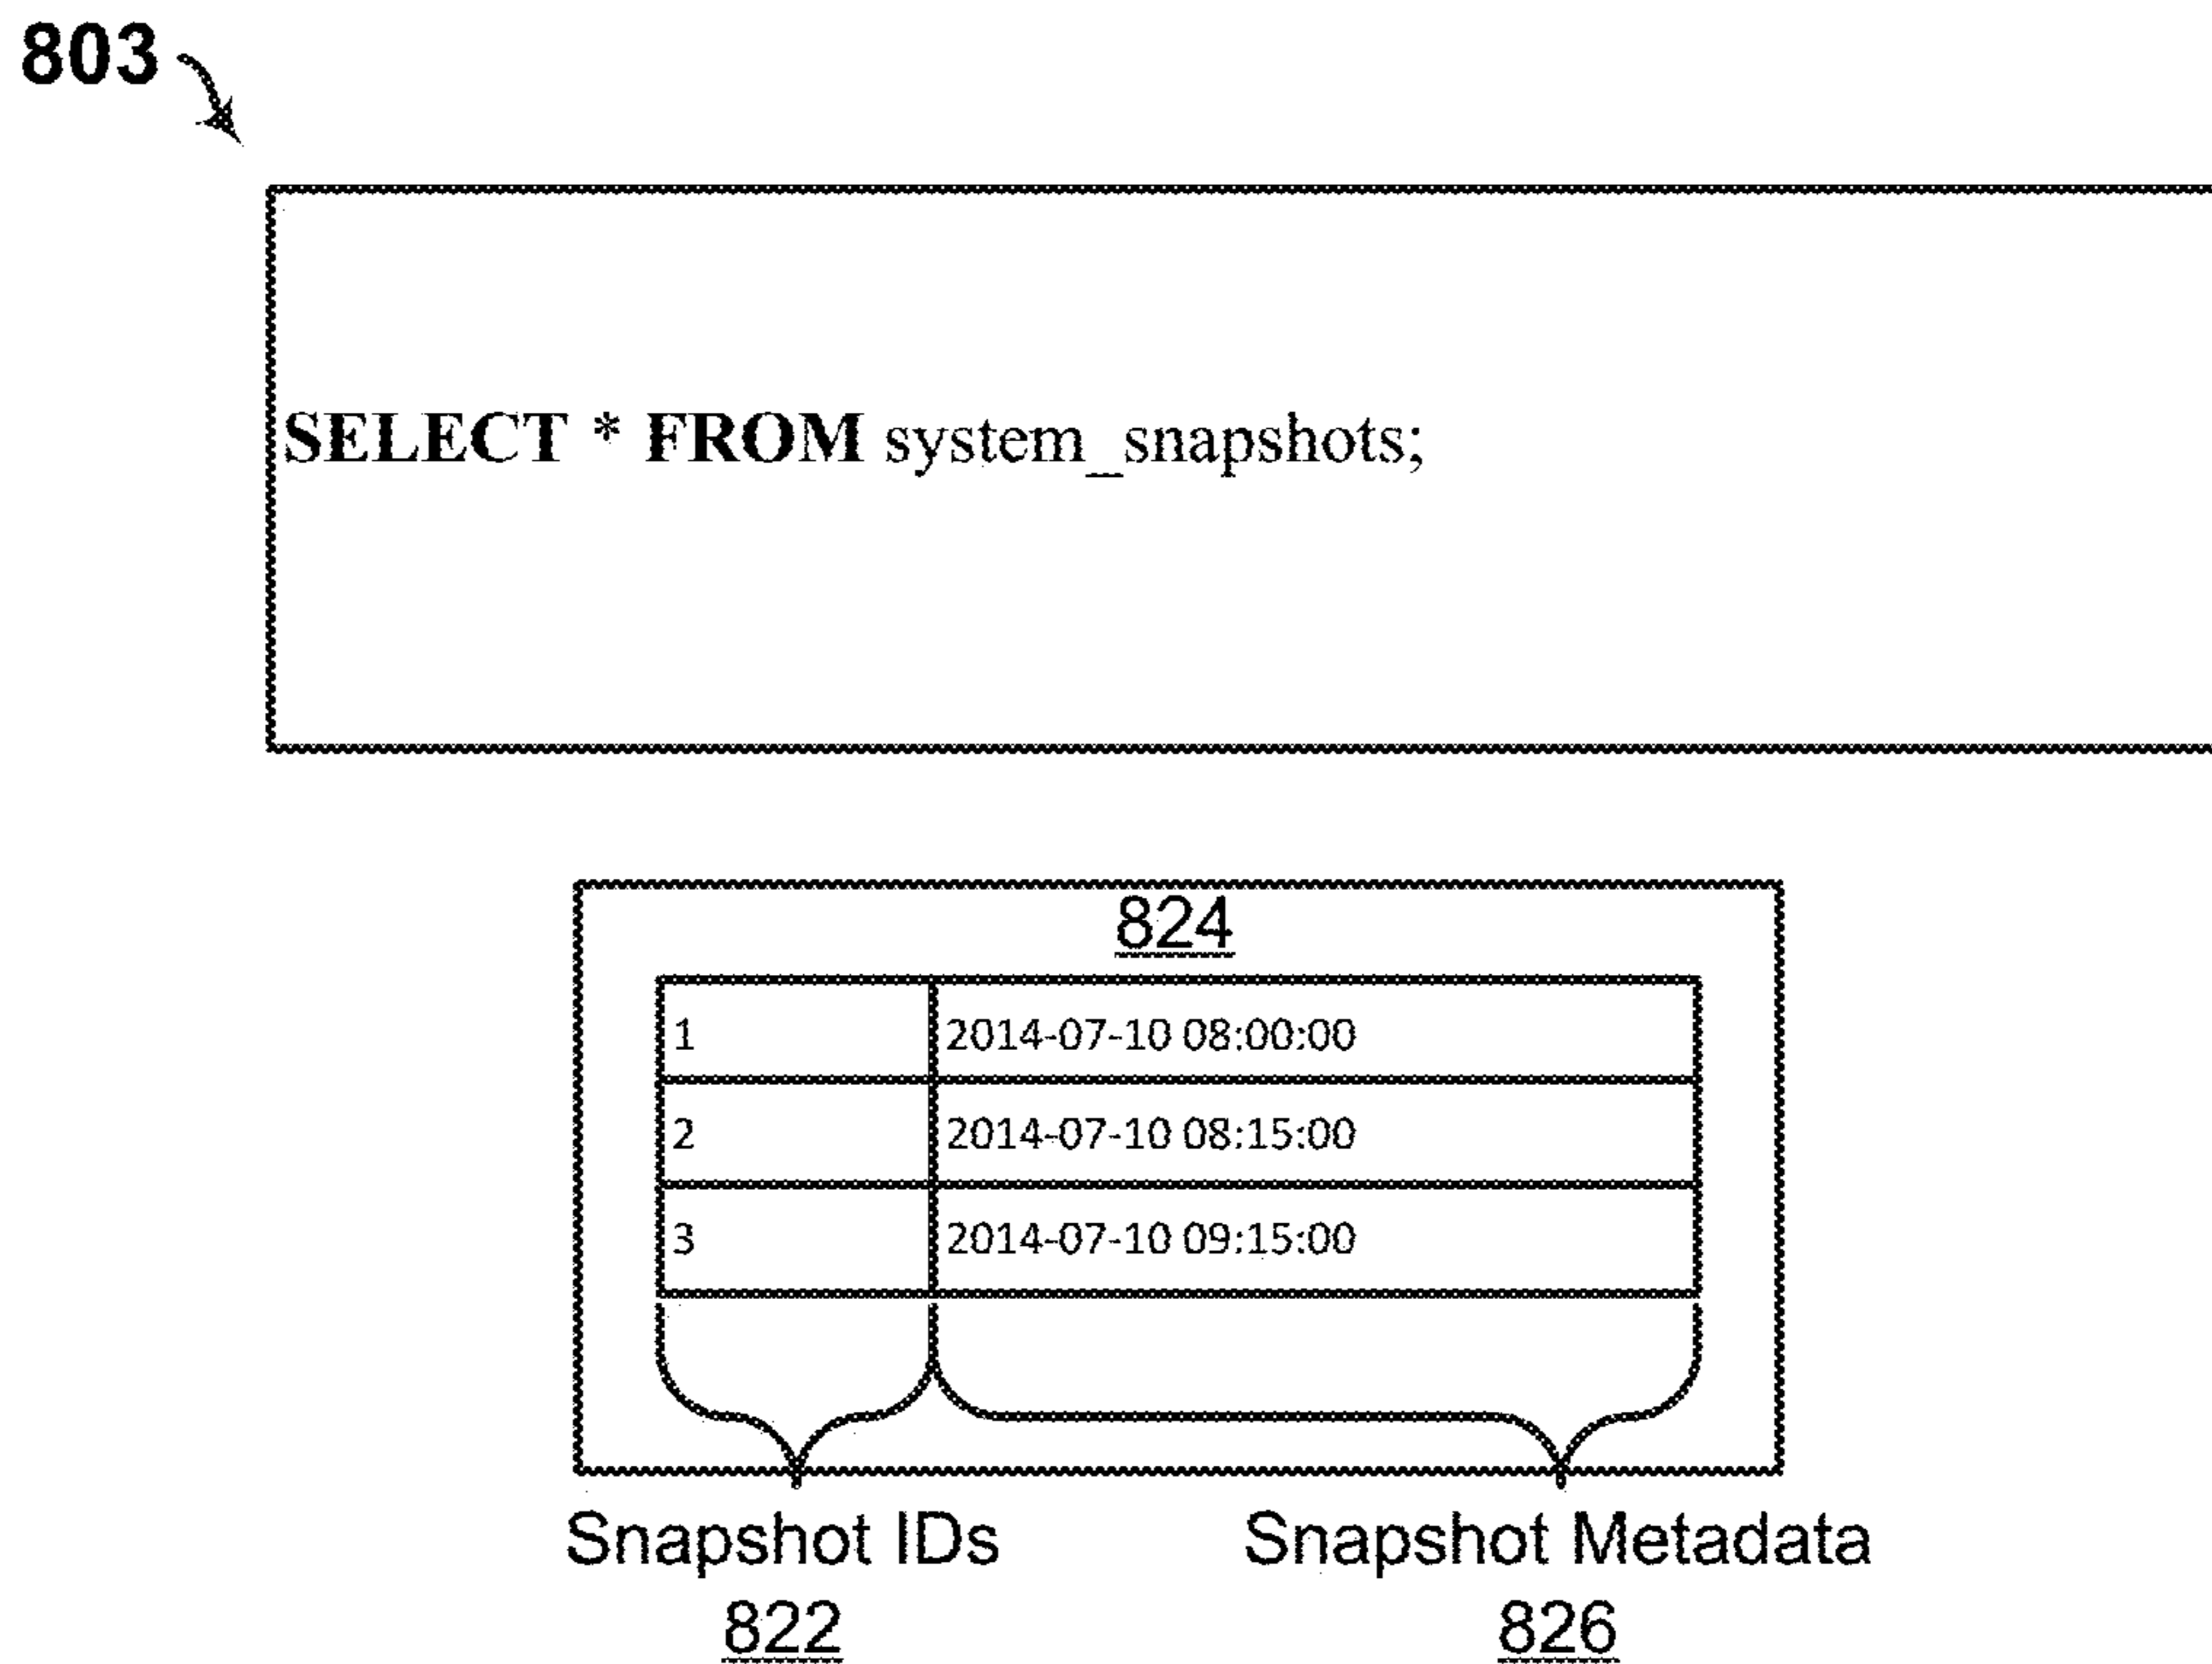 803
SELECT * FROM system_snapshots;
824
1 2014-07-10 08:00:00
2 2014-07-10 08:15:00
3 2014-07-10 09:15:00
Snapshot IDs Snapshot Metadata
822 826